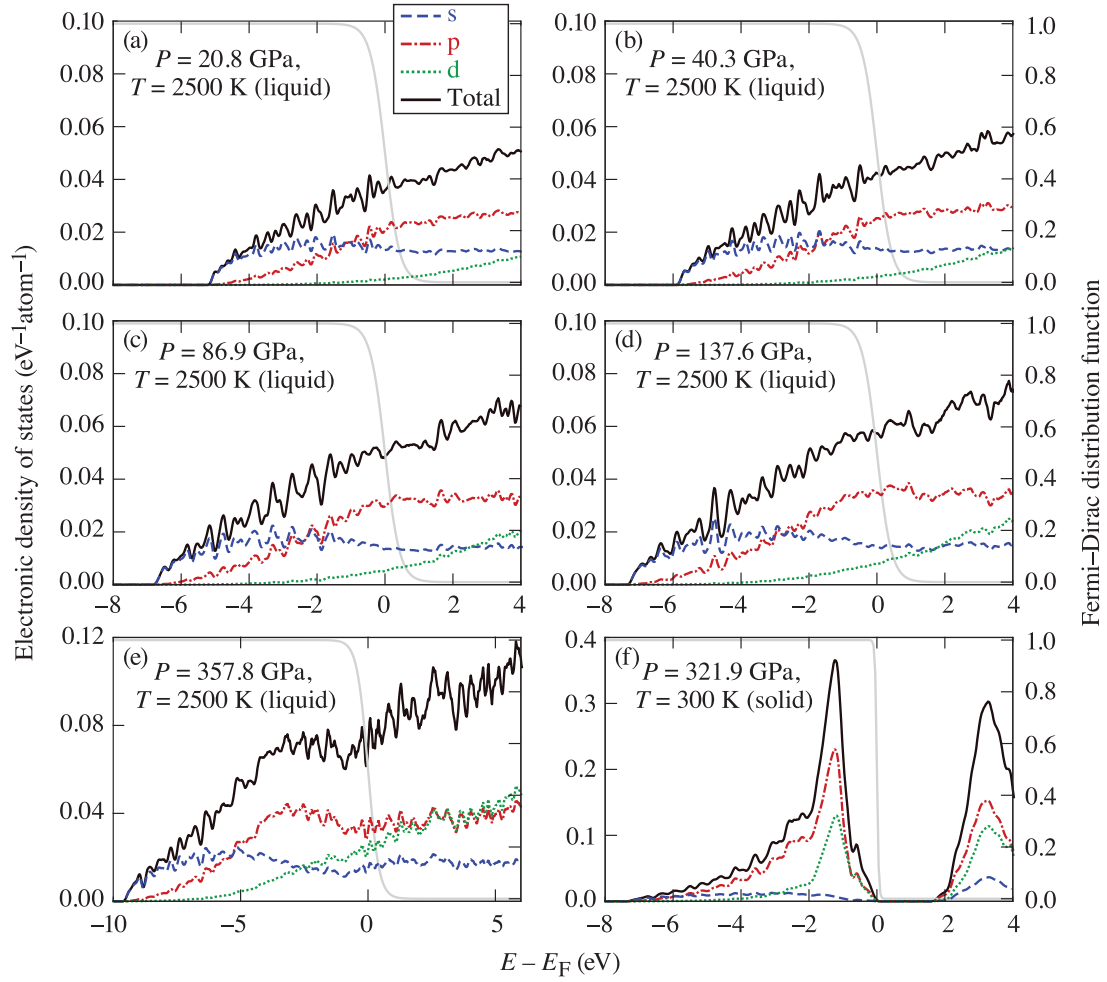 s
p
d
Total
(a)
P = 20.8 GPa,
T = 2500 K (liquid)
0.10
0.08
0.06
0.04
0.02
0.00
(b)
P = 40.3 GPa,
T = 2500 K (liquid)
1.0
0.8
0.6
0.4
0.2
0.0
(c)
P = 86.9 GPa,
T = 2500 K (liquid)
0.10
0.08
0.06
0.04
0.02
0.00
−8 −6 −4 −2 0 2 4
(d)
P = 137.6 GPa,
T = 2500 K (liquid)
1.0
0.8
0.6
0.4
0.2
0.0
−8 −6 −4 −2 0 2 4
(e)
P = 357.8 GPa,
T = 2500 K (liquid)
0.12
0.08
0.04
0.00
−10 −5 0 5
(f)
P = 321.9 GPa,
T = 300 K (solid)
0.4
0.3
0.2
0.1
0.0
1.0
0.8
0.6
0.4
0.2
0.0
−8 −6 −4 −2 0 2 4
Electronic density of states (eV−1atom−1)
Fermi−Dirac distribution function
E − EF (eV)